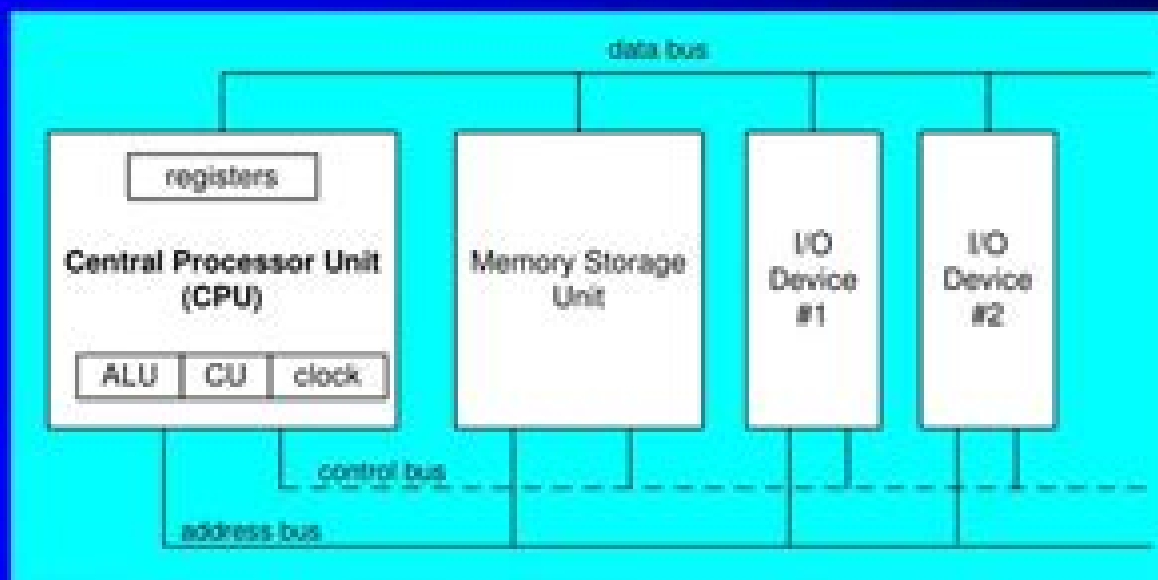 data bus
registers
Central Processor Unit
(CPU)
ALU
CU
clock
Memory Storage
Unit
I/O
Device
#1
I/O
Device
#2
control bus
address bus